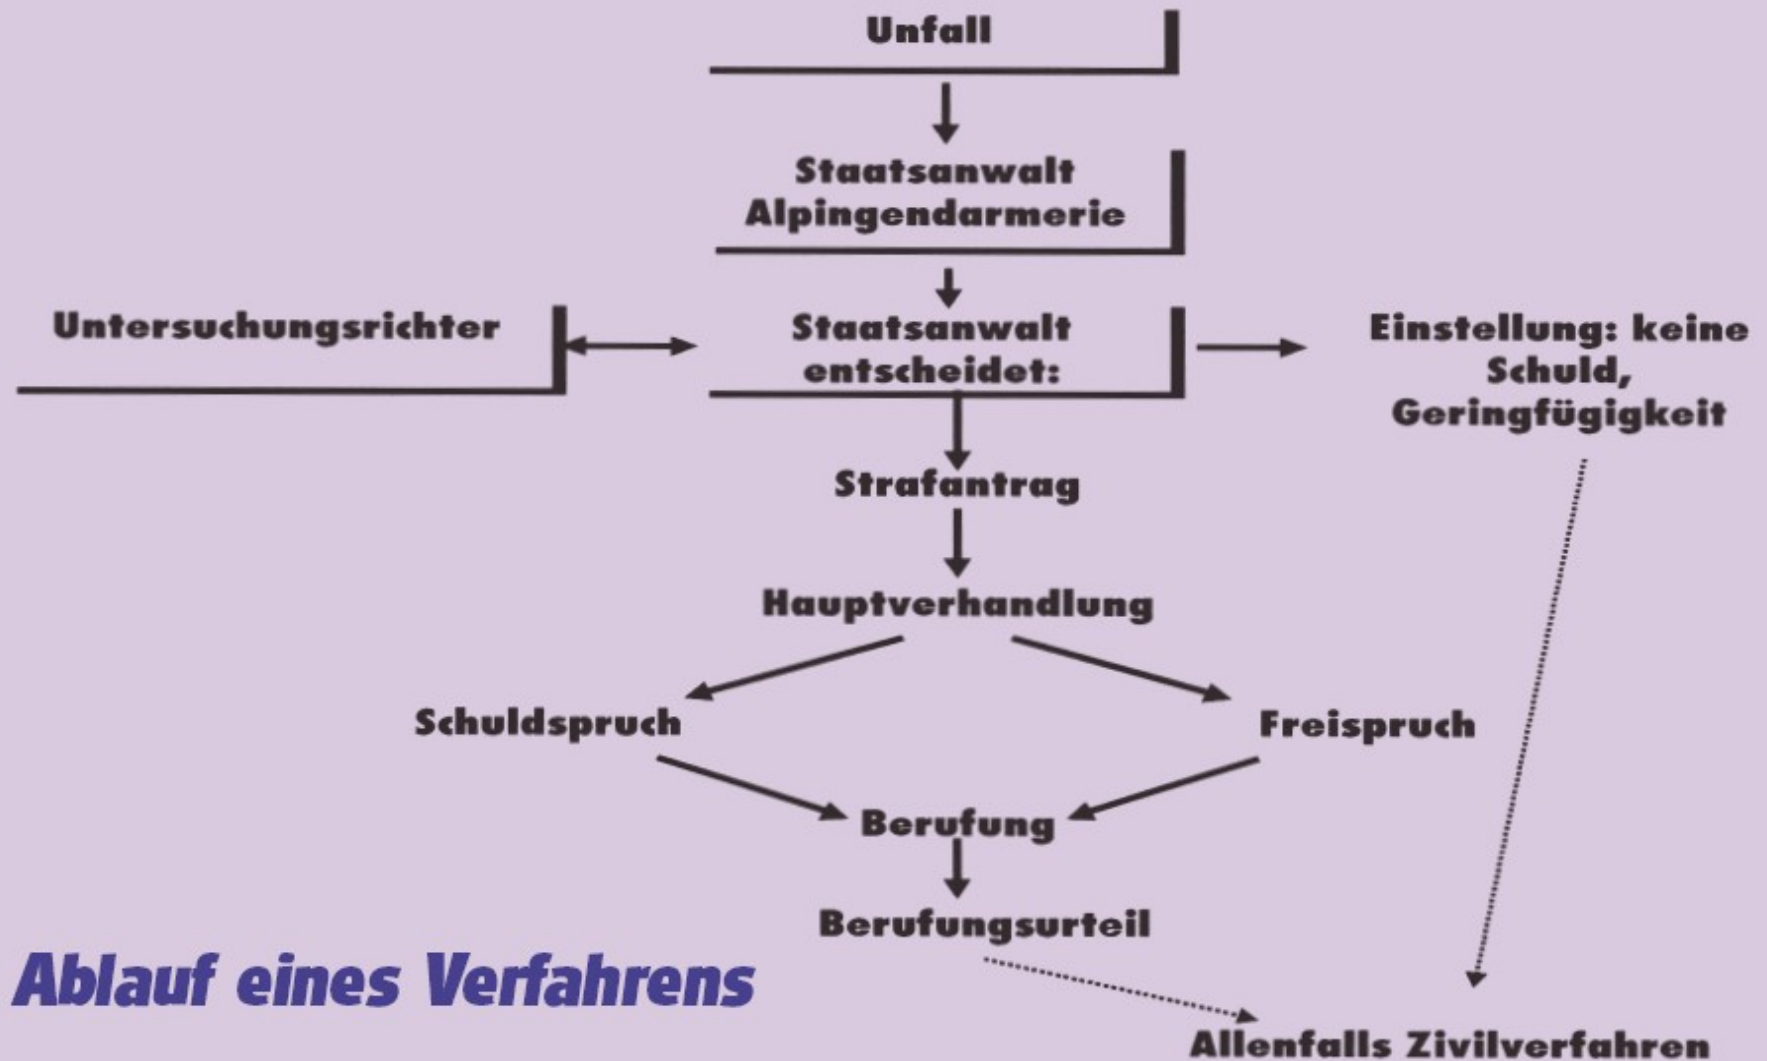 Unfall
Staatsanwalt
Alpingendarmerie
Untersuchungsrichter
Staatsanwalt
entscheidet:
Einstellung: keine
Schuld,
Geringfügigkeit
Strafantrag
Hauptverhandlung
Schuldspruch
Freispruch
Berufung
Berufungsurteil
Ablauf eines Verfahrens
Allenfalls Zivilverfahren